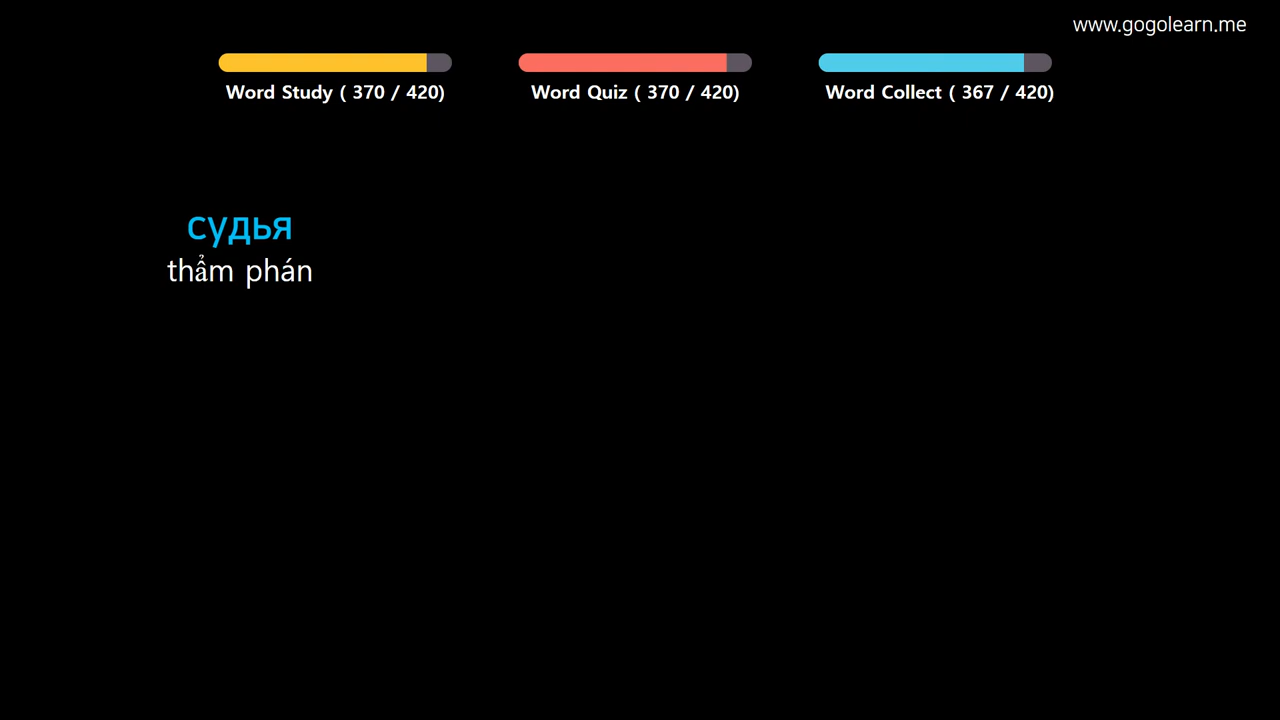 www.gogolearn.me
Word Study ( 370 / 420)
Word Quiz ( 370 / 420)
Word Collect ( 367 / 420)
судья
thẩm phán